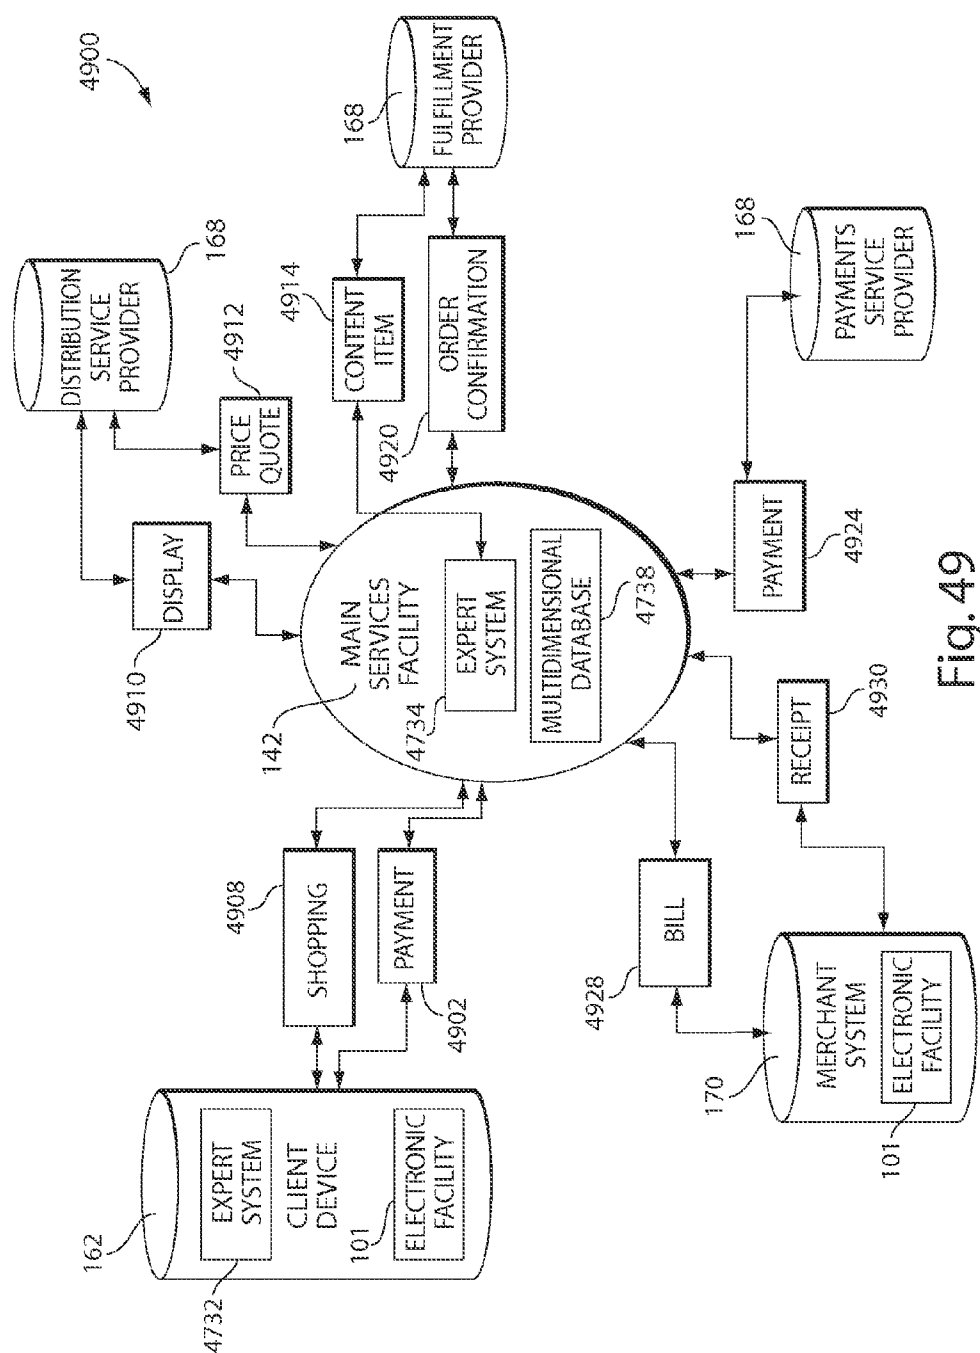 4900
162
4732
EXPERT
SYSTEM
CLIENT
DEVICE
101
ELECTRONIC
FACILITY
4908
SHOPPING
PAYMENT
4902
4910
DISPLAY
DISTRIBUTION
SERVICE
PROVIDER
168
4912
PRICE
QUOTE
4914
CONTENT
ITEM
168
FULFILLMENT
PROVIDER
4920
ORDER
CONFIRMATION
142
MAIN
SERVICES
FACILITY
4734
EXPERT
SYSTEM
MULTIDIMENSIONAL
DATABASE
4738
4928
BILL
170
MERCHANT
SYSTEM
101
ELECTRONIC
FACILITY
RECEIPT
4930
PAYMENT
4924
168
PAYMENTS
SERVICE
PROVIDER
Fig. 49